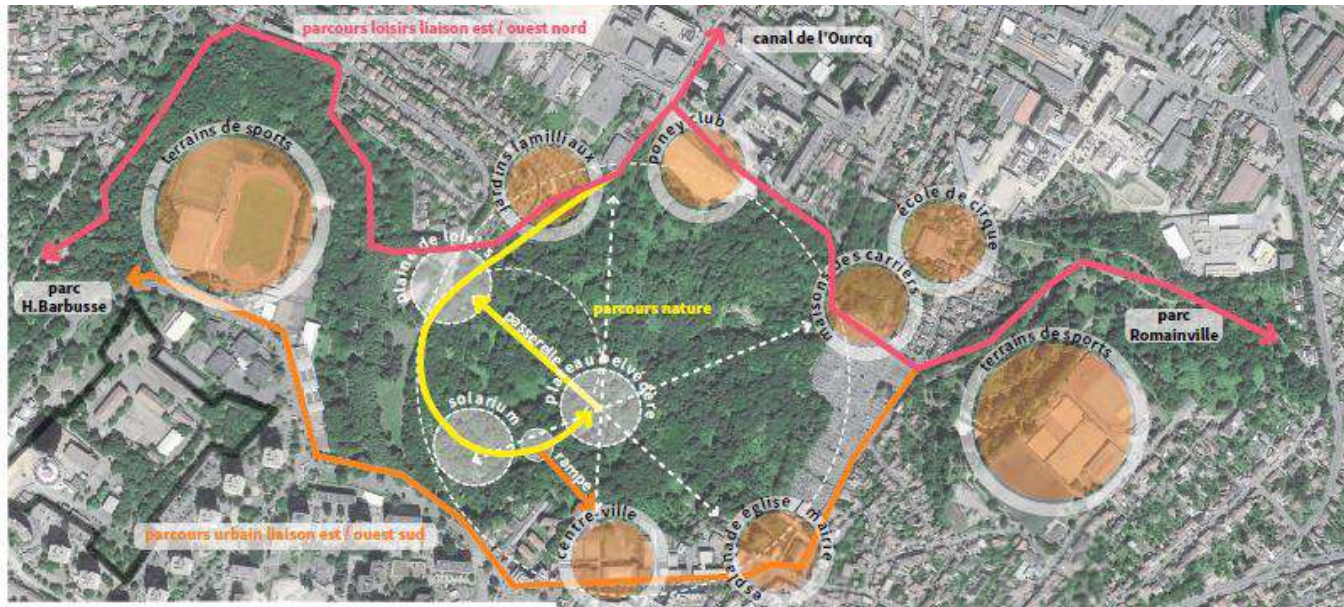 parcours loisirs liaison est / ouest nord
canal de l'Ourcq
terrains de sports
jardins familliaux
poney club
école de cirque
plaine de loisirs
maison des carriers
parc
H.Barbusse
parcours nature
passerelle
plateau belvédère
parc
Romainville
terrains de sports
solarium
rampe
centre-ville
esplanade église / mairie
parcours urbain liaison est / ouest sud